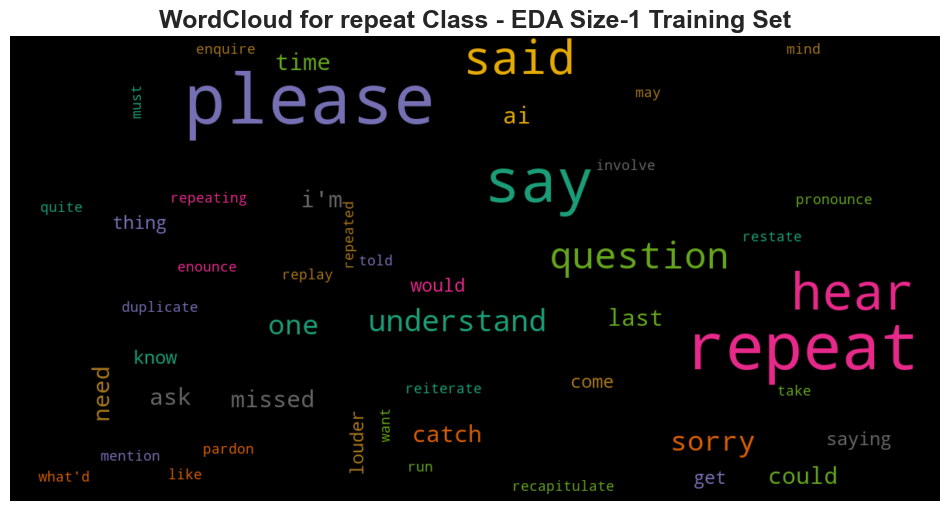 WordCloud for repeat Class - EDA Size-1 Training Set
enquire
time
said
mind
must
please
ai
may
say
involve
quite
repeating
i'm
pronounce
thing
repeated
restate
enounce
replay
told
question
would
hear
duplicate
one
understand
last
repeat
know
need
ask
missed
reiterate
come
take
louder
want
catch
sorry
saying
mention
pardon
what'd
like
run
recapitulate
get
could